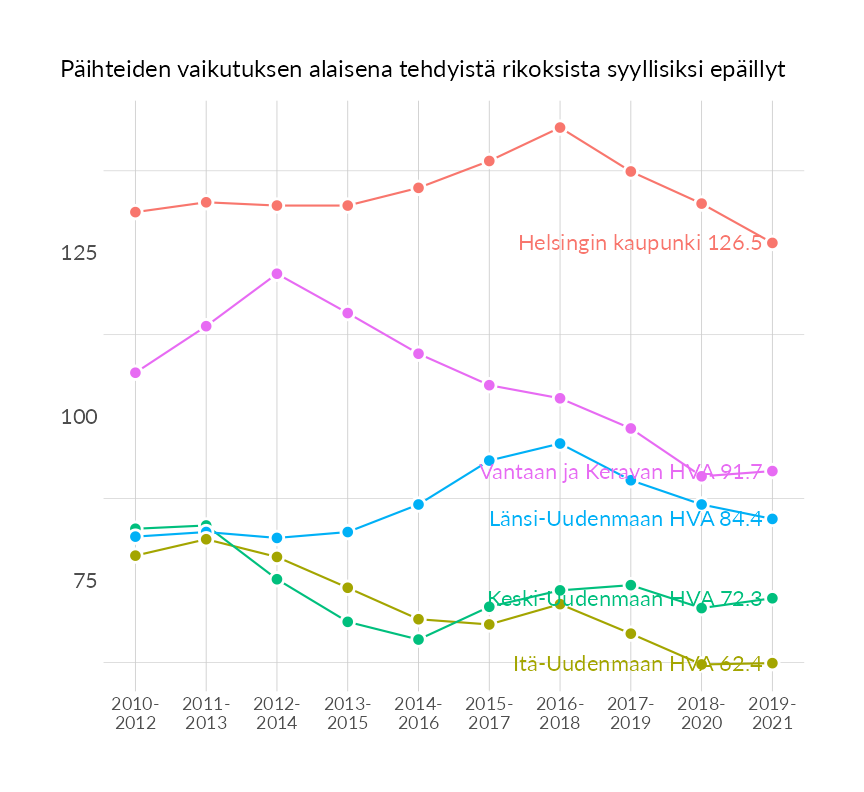 Päihteiden vaikutuksen alaisena tehdyistä rikoksista syyllisiksi epäillyt
Helsingin kaupunki 126.5
125
100
Vantaan ja Keravan HVA 91.7
Länsi-Uudenmaan HVA 84.4
75
Keski-Uudenmaan HVA 72.3
Itä-Uudenmaan HVA 62.4
2010- 2011- 2012- 2013- 2014- 2015- 2016- 2017- 2018- 2019-
2012 2013 2014 2015 2016 2017 2018 2019 2020 2021